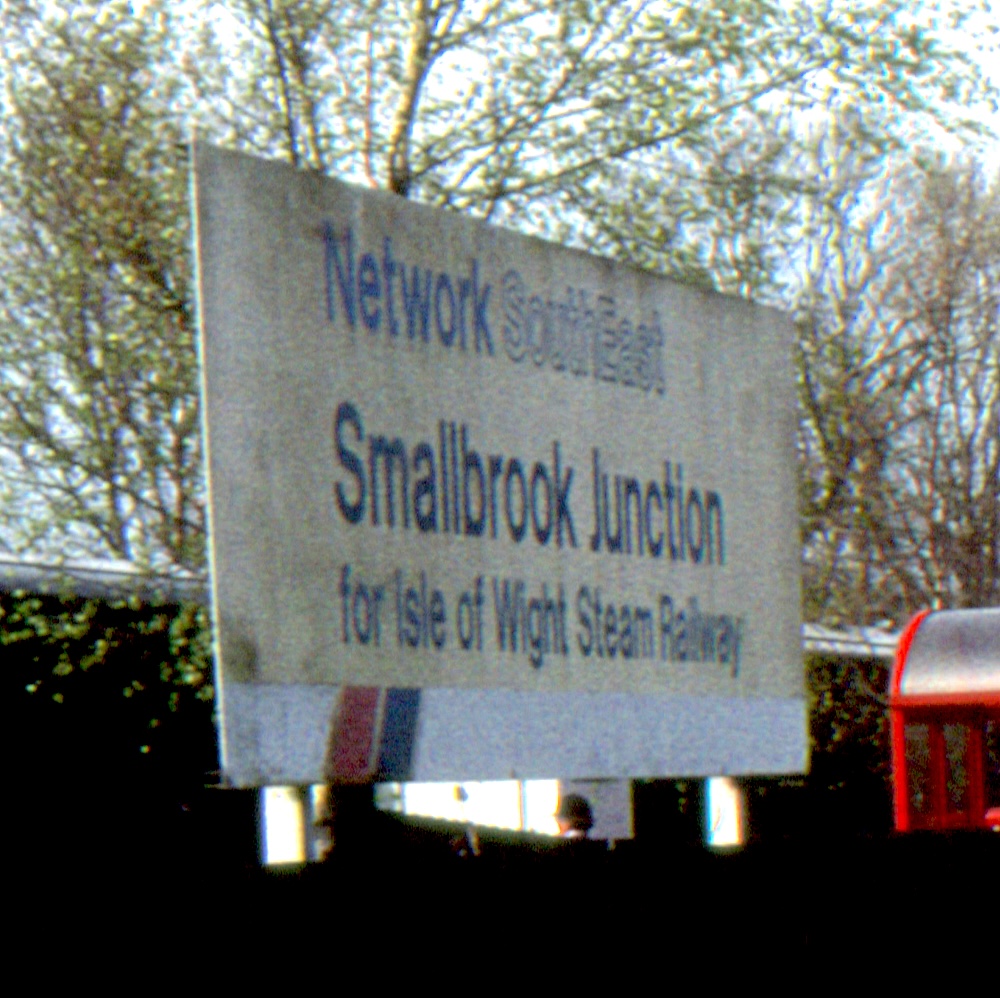 Network SouthEast
Smallbrook Junction
for Isle of Wight Steam Railway